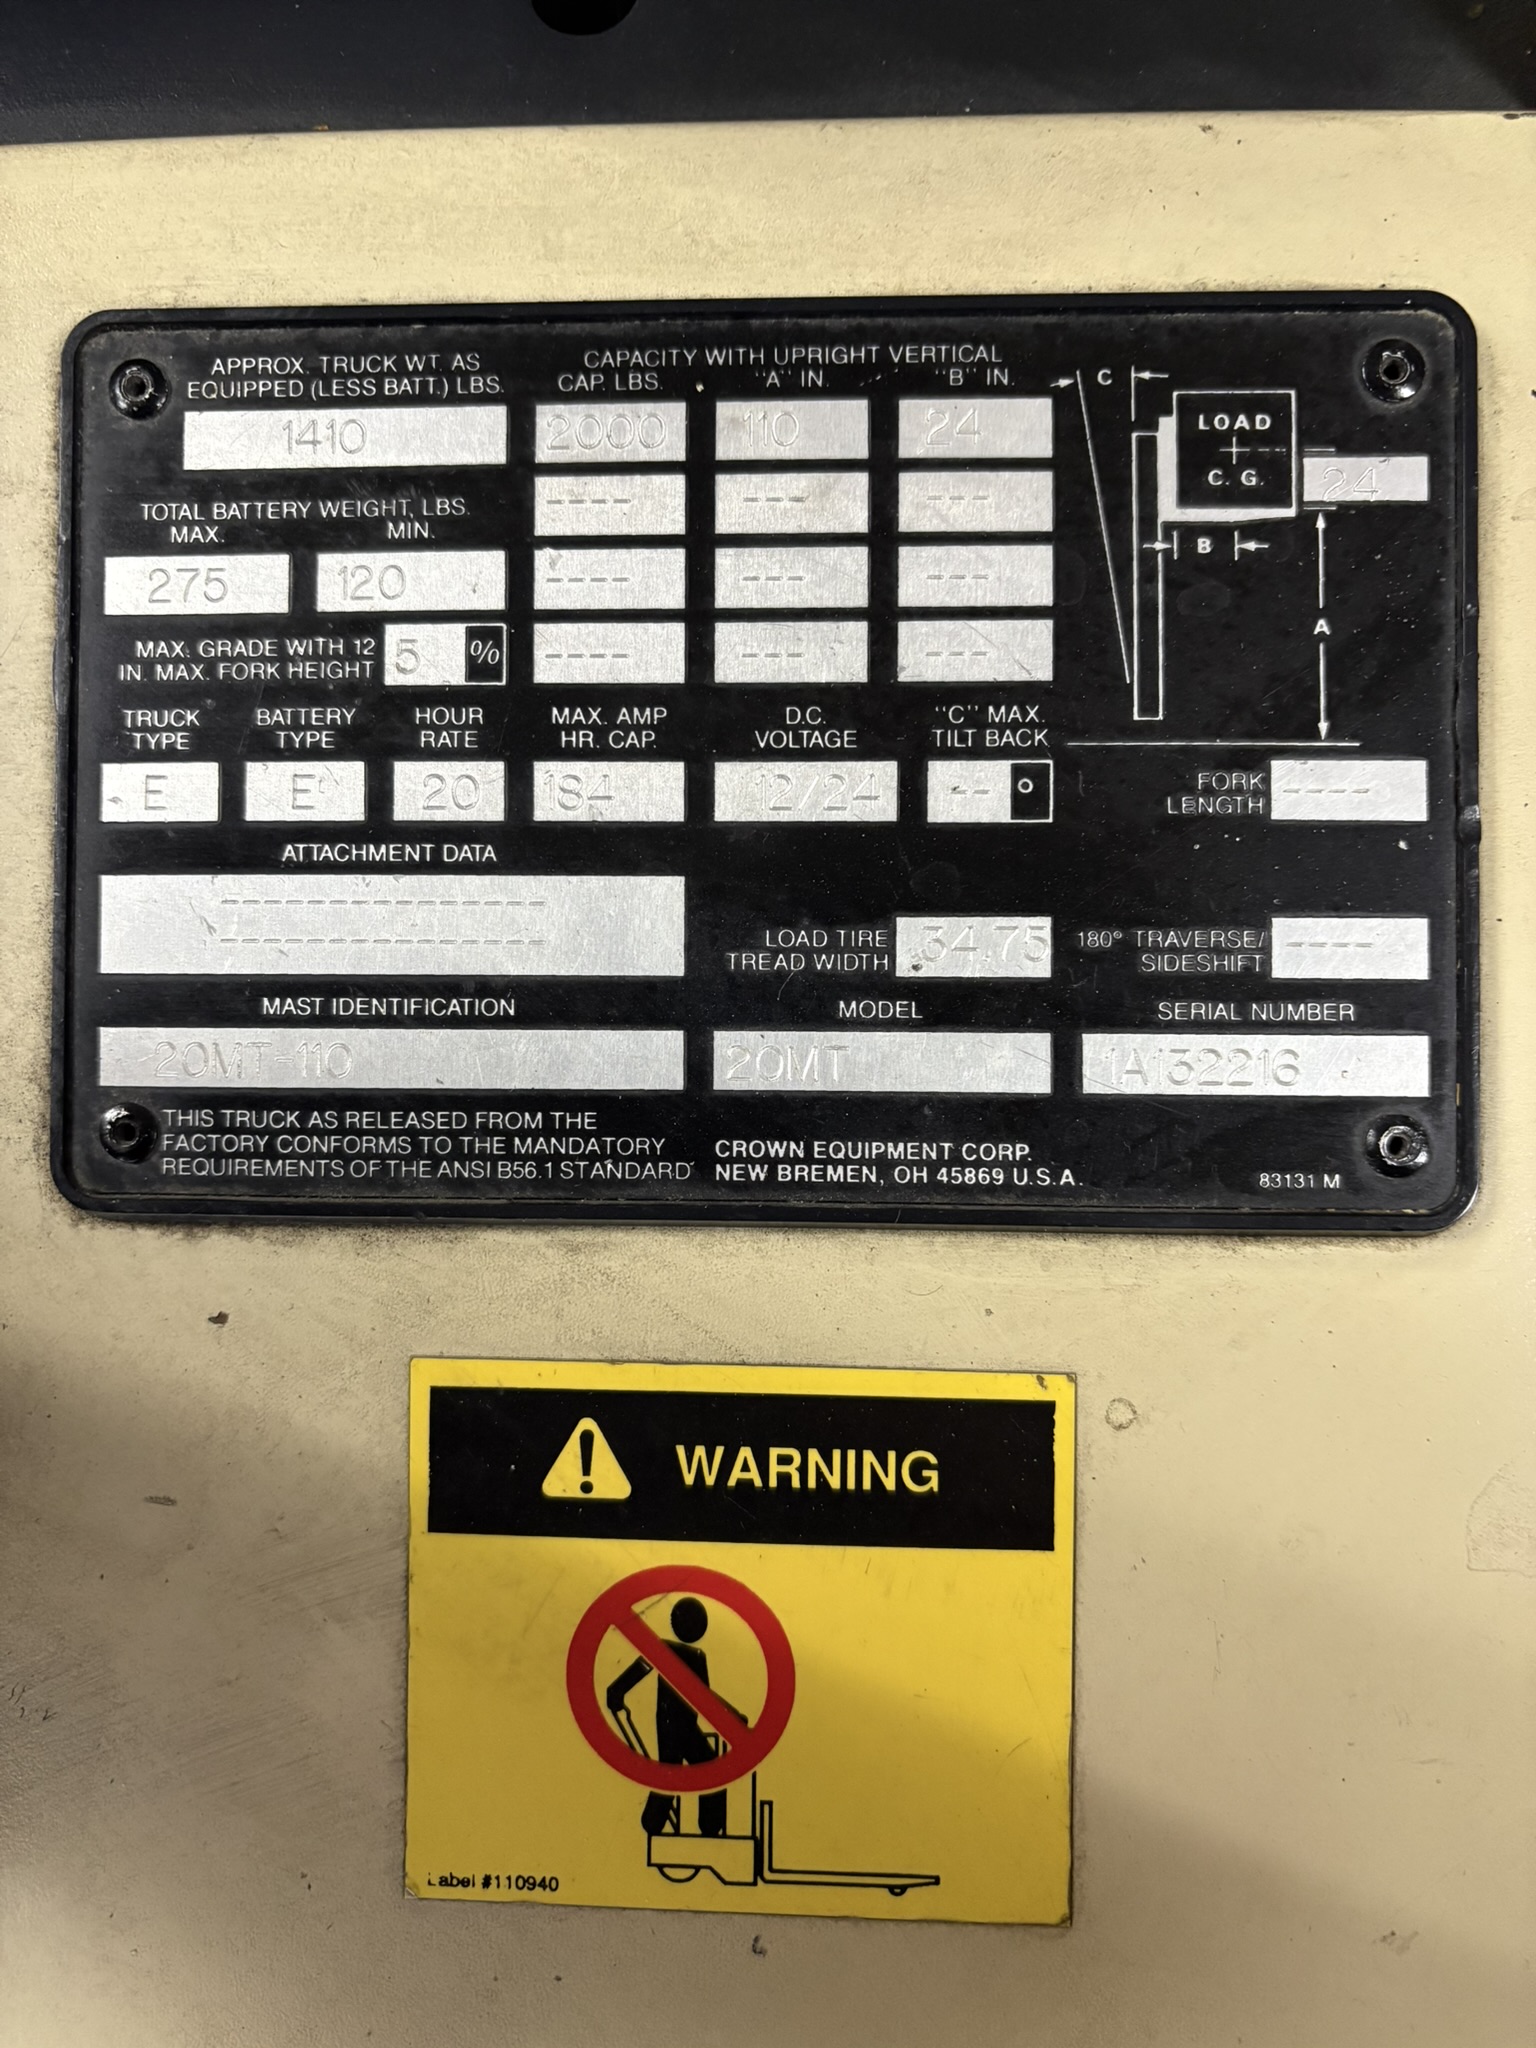 APPROX. TRUCK WT. AS
EQUIPPED (LESS BATT.) LBS.
1410
CAPACITY WITH UPRIGHT VERTICAL
CAP. LBS. "A" IN. "B" IN.
2000 110 24
---- --- ---
---- --- ---
---- --- ---
TOTAL BATTERY WEIGHT, LBS.
MAX. MIN.
275 120
MAX. GRADE WITH 12
IN. MAX. FORK HEIGHT
5 %
C
LOAD
C. G.
24
B
A
TRUCK TYPE
BATTERY TYPE
HOUR RATE
MAX. AMP HR. CAP.
D.C. VOLTAGE
"C" MAX. TILT BACK
E E 20 184 12/24 -- °
FORK
LENGTH
----
ATTACHMENT DATA
---------------
---------------
LOAD TIRE
TREAD WIDTH
34.75
180° TRAVERSE/
SIDESHIFT
----
MAST IDENTIFICATION MODEL SERIAL NUMBER
20MT-110 20MT 1A132216
THIS TRUCK AS RELEASED FROM THE
FACTORY CONFORMS TO THE MANDATORY
REQUIREMENTS OF THE ANSI B56.1 STANDARD
CROWN EQUIPMENT CORP.
NEW BREMEN, OH 45869 U.S.A.
83131 M
WARNING
Label #110940